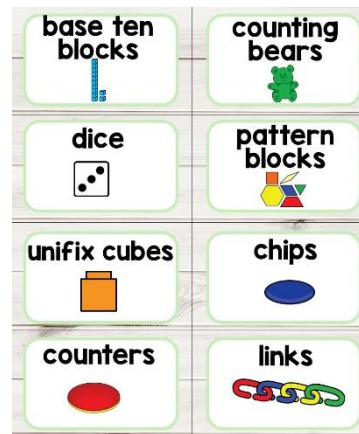 base ten
blocks
counting
bears
dice
pattern
blocks
unifix cubes
chips
counters
links